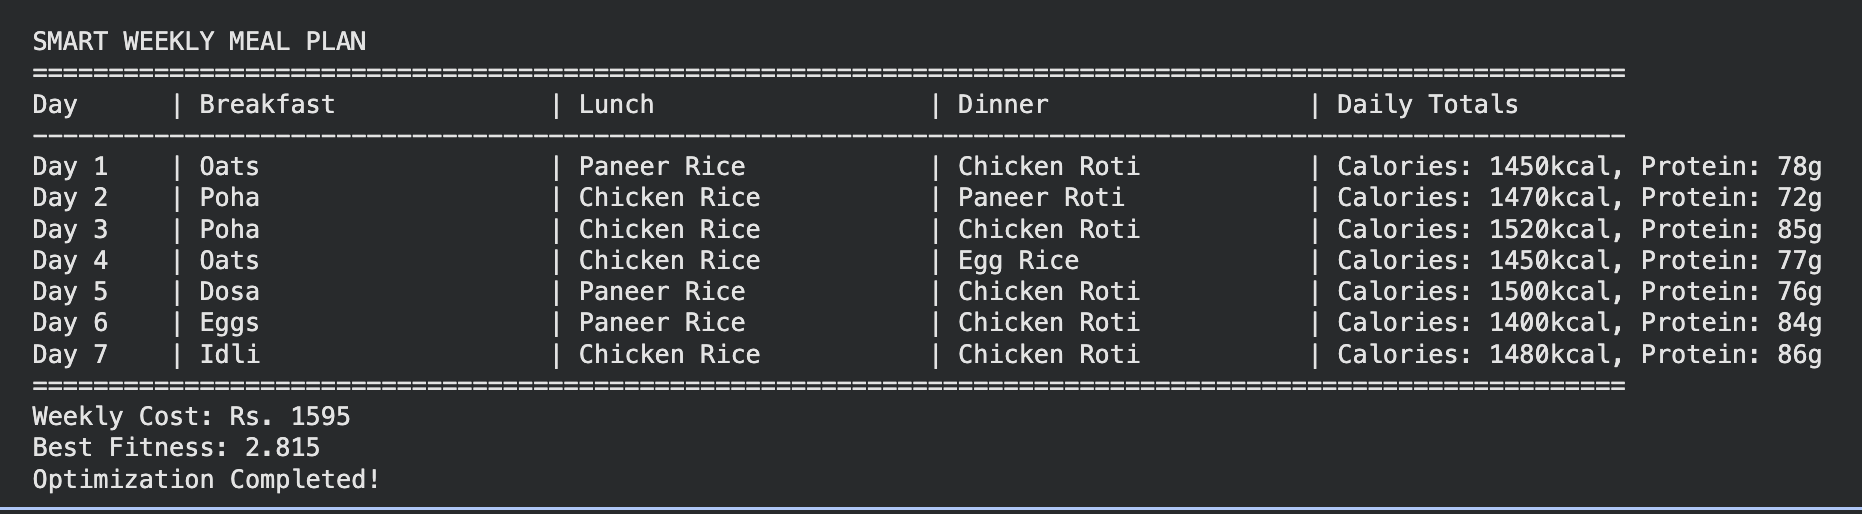 SMART WEEKLY MEAL PLAN
=========================================================================================================
Day      | Breakfast              | Lunch                  | Dinner                 | Daily Totals
---------------------------------------------------------------------------------------------------------
Day 1    | Oats                   | Paneer Rice            | Chicken Roti           | Calories: 1450kcal, Protein: 78g
Day 2    | Poha                   | Chicken Rice           | Paneer Roti            | Calories: 1470kcal, Protein: 72g
Day 3    | Poha                   | Chicken Rice           | Chicken Roti           | Calories: 1520kcal, Protein: 85g
Day 4    | Oats                   | Chicken Rice           | Egg Rice               | Calories: 1450kcal, Protein: 77g
Day 5    | Dosa                   | Paneer Rice            | Chicken Roti           | Calories: 1500kcal, Protein: 76g
Day 6    | Eggs                   | Paneer Rice            | Chicken Roti           | Calories: 1400kcal, Protein: 84g
Day 7    | Idli                   | Chicken Rice           | Chicken Roti           | Calories: 1480kcal, Protein: 86g
=========================================================================================================
Weekly Cost: Rs. 1595
Best Fitness: 2.815
Optimization Completed!